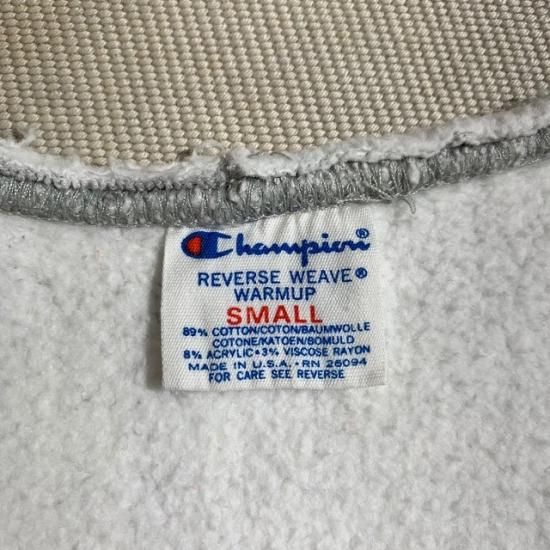 Champion®
REVERSE WEAVE®
WARMUP
SMALL
89% COTTON/COTON/BAUMWOLLE
COTONE/KATOEN/BOMULD
8% ACRYLIC • 3% VISCOSE RAYON
MADE IN U.S.A. • RN 26094
FOR CARE SEE REVERSE